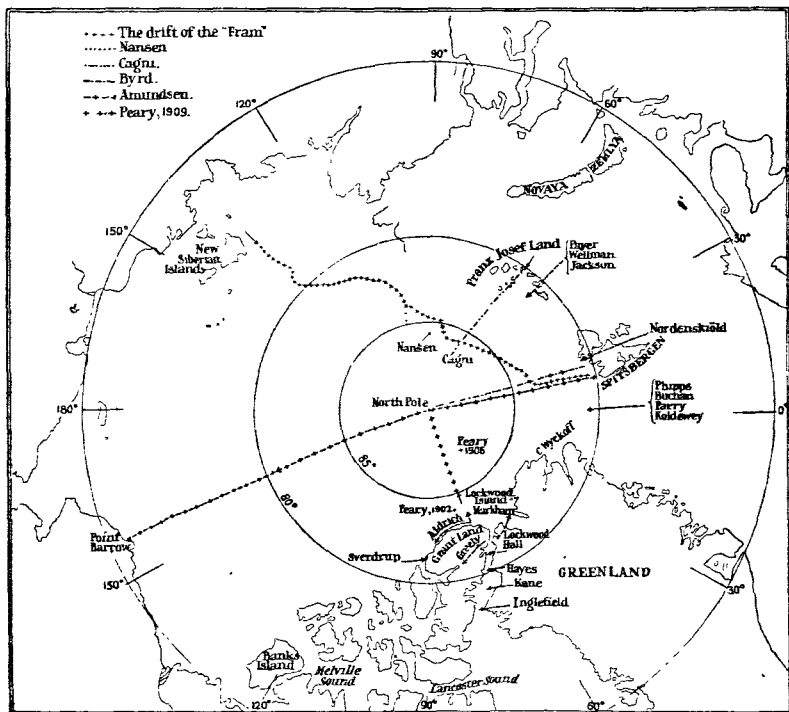 The drift of the "Fram"
Nansen
Cagni.
Byrd.
Amundsen.
Peary, 1909.
90°
120°
60°
NOVAYA
ZEMLYA
150°
30°
New
Siberian
Islands
Franz Josef Land
Payer
Wellman
Jackson
Nansen
Cagni
Nordenskiöld
SPITSBERGEN
North Pole
180°
0°
Phipps
Buchan
Parry
Koldewey
Peary
1906
C Wyckoff
85°
80°
Lockwood
Island
Markham
Peary, 1902.
Aldrich
Grant Land
Greely
Lockwood
Hall
Sverdrup
Point
Barrow
150°
Hayes
Kane
GREENLAND
30°
Inglefield
Banks
Island
Melville
Sound
Lancaster Sound
120°
90°
60°